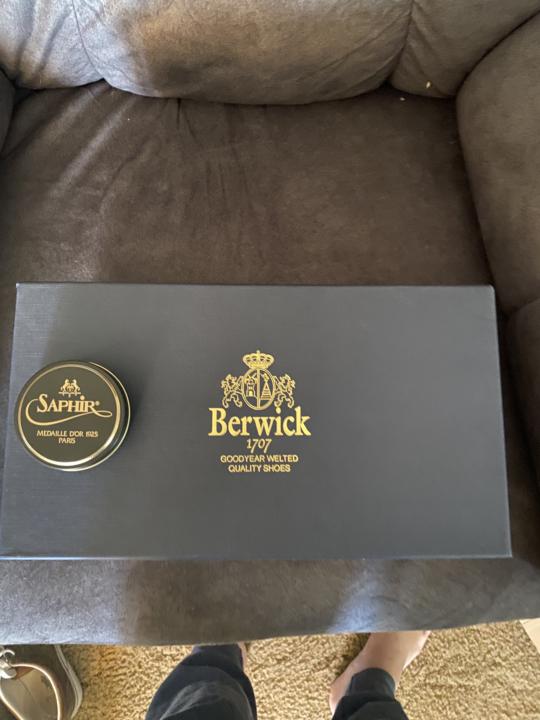 SAPHIR®
MEDAILLE D'OR 1925
PARIS
Berwick
1707
GOODYEAR WELTED
QUALITY SHOES